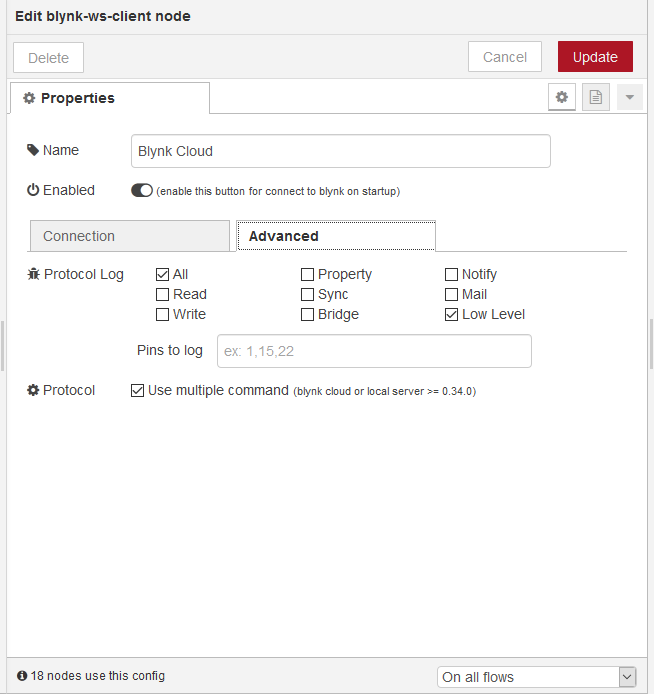 Edit blynk-ws-client node
Delete Cancel Update
Properties
Name Blynk Cloud
Enabled (enable this button for connect to blynk on startup)
Connection Advanced
Protocol Log All Property Notify
Read Sync Mail
Write Bridge Low Level
Pins to log ex: 1,15,22
Protocol Use multiple command (blynk cloud or local server >= 0.34.0)
18 nodes use this config On all flows